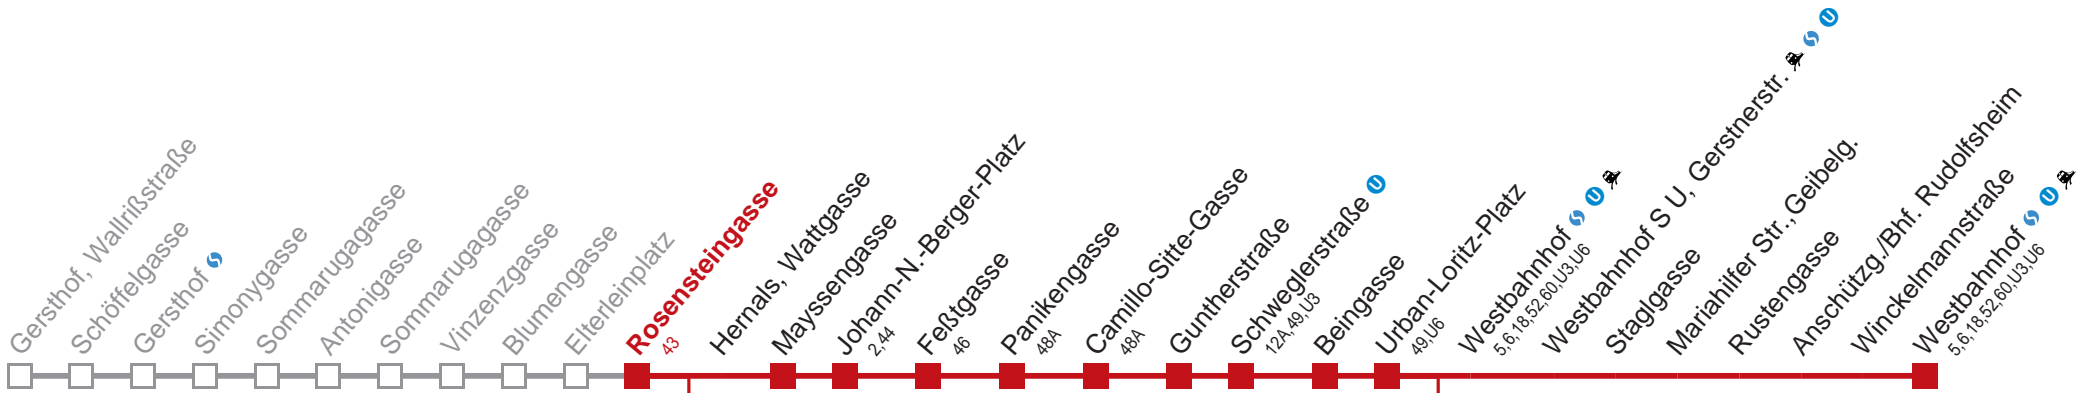 Gersthof, Wallrißstraße
Schöffelgasse
Gersthof S
Simonygasse
Sommarugagasse
Antonigasse
Sommarugagasse
Vinzenzgasse
Blumengasse
Elterleinplatz
Rosensteingasse
43
Hernals, Wattgasse
Mayssengasse
Johann-N.-Berger-Platz
2,44
Feßtgasse
46
Panikengasse
48A
Camillo-Sitte-Gasse
48A
Guntherstraße
Schweglerstraße U
12A,49,U3
Beingasse
Urban-Loritz-Platz
49,U6
Westbahnhof S U
5,6,18,52,60,U3,U6
Westbahnhof S U, Gerstnerstr. S U
Staglgasse
Mariahilfer Str., Geibelg.
Rustengasse
Anschützg./Bhf. Rudolfsheim
Winckelmannstraße
Westbahnhof S U
5,6,18,52,60,U3,U6